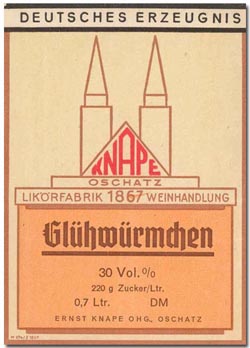 DEUTSCHES ERZEUGNIS
KNAPE
OSCHATZ
LIKÖRFABRIK 1867 WEINHANDLUNG
Glühwürmchen
30 Vol. %
220 g Zucker/Ltr.
0,7 Ltr. DM
ERNST KNAPE OHG., OSCHATZ